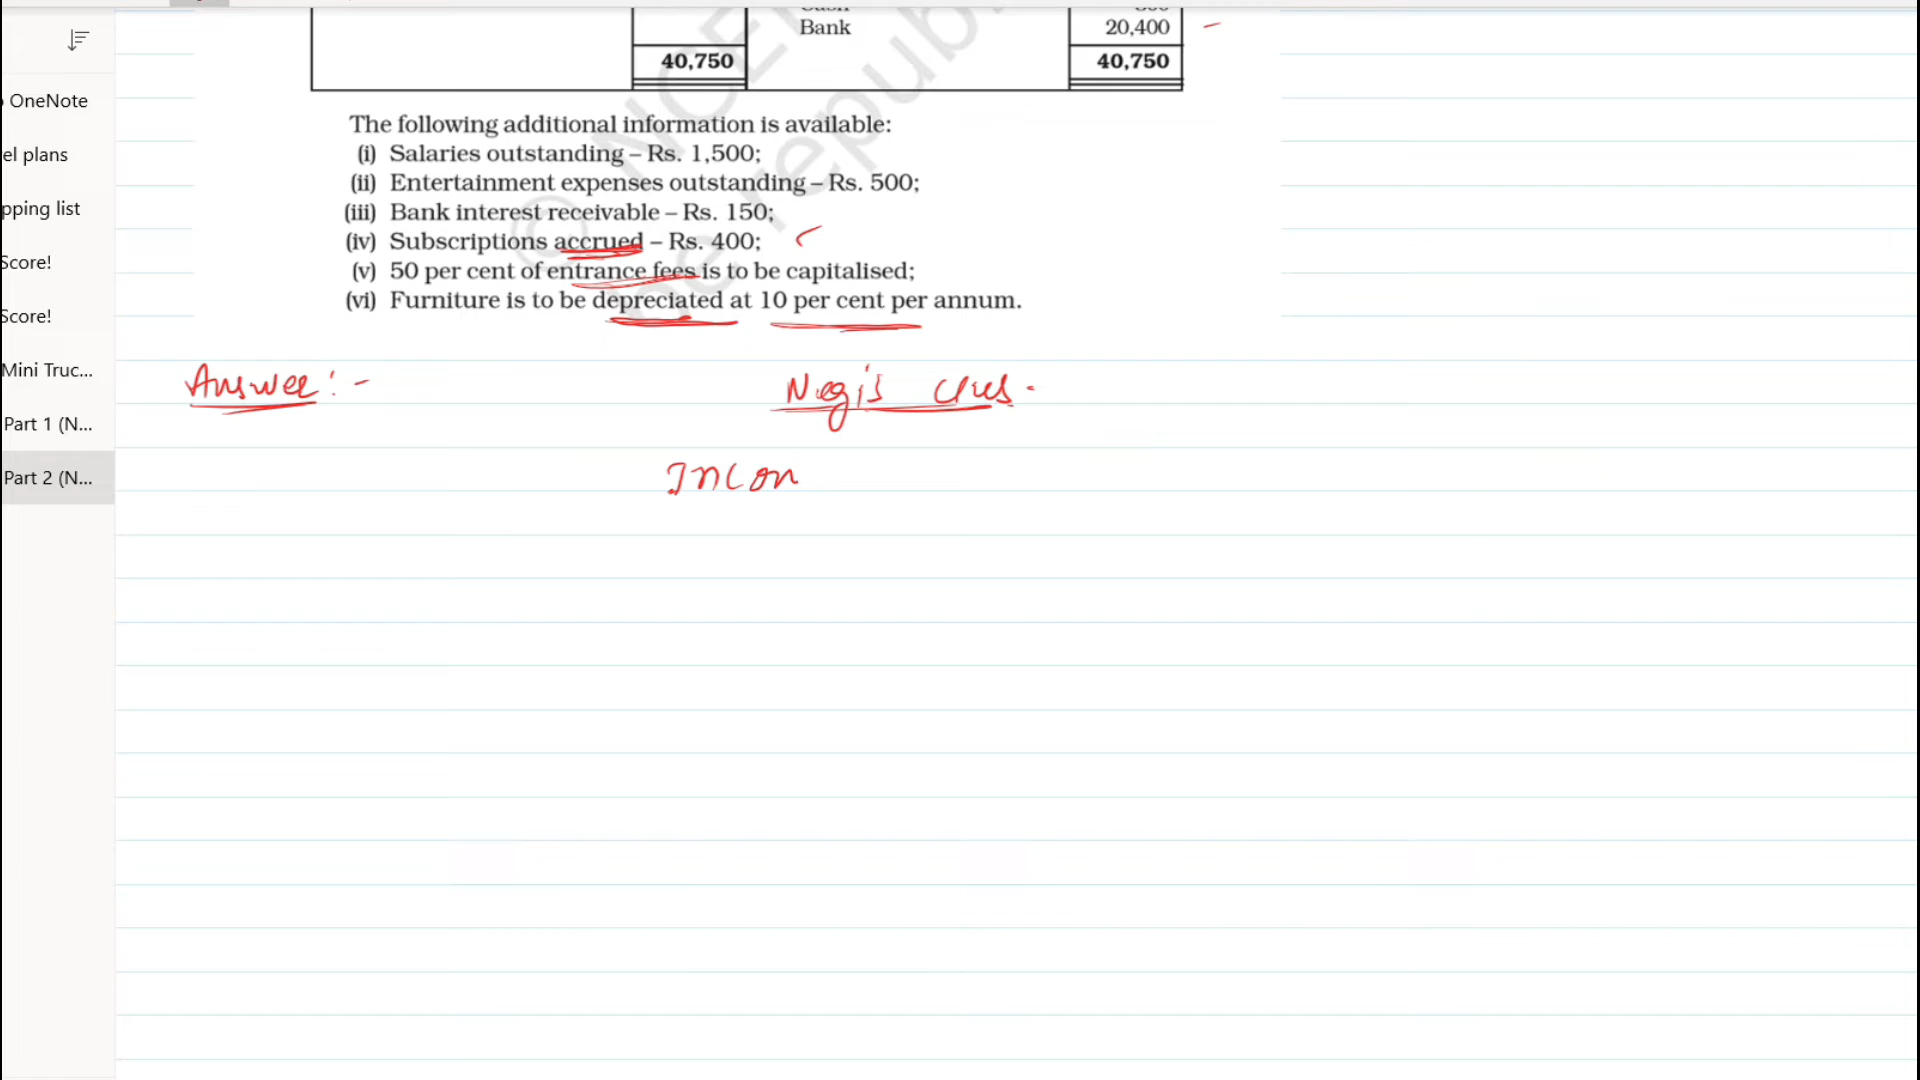 Bank 20,400
40,750 40,750
OneNote
The following additional information is available:
(i) Salaries outstanding – Rs. 1,500;
el plans
(ii) Entertainment expenses outstanding – Rs. 500;
pping list
(iii) Bank interest receivable – Rs. 150;
(iv) Subscriptions accrued – Rs. 400;
Score!
(v) 50 per cent of entrance fees is to be capitalised;
(vi) Furniture is to be depreciated at 10 per cent per annum.
Score!
Mini Truc...
Answer:-
Negi's
Part 1 (N...
Part 2 (N...
Incom